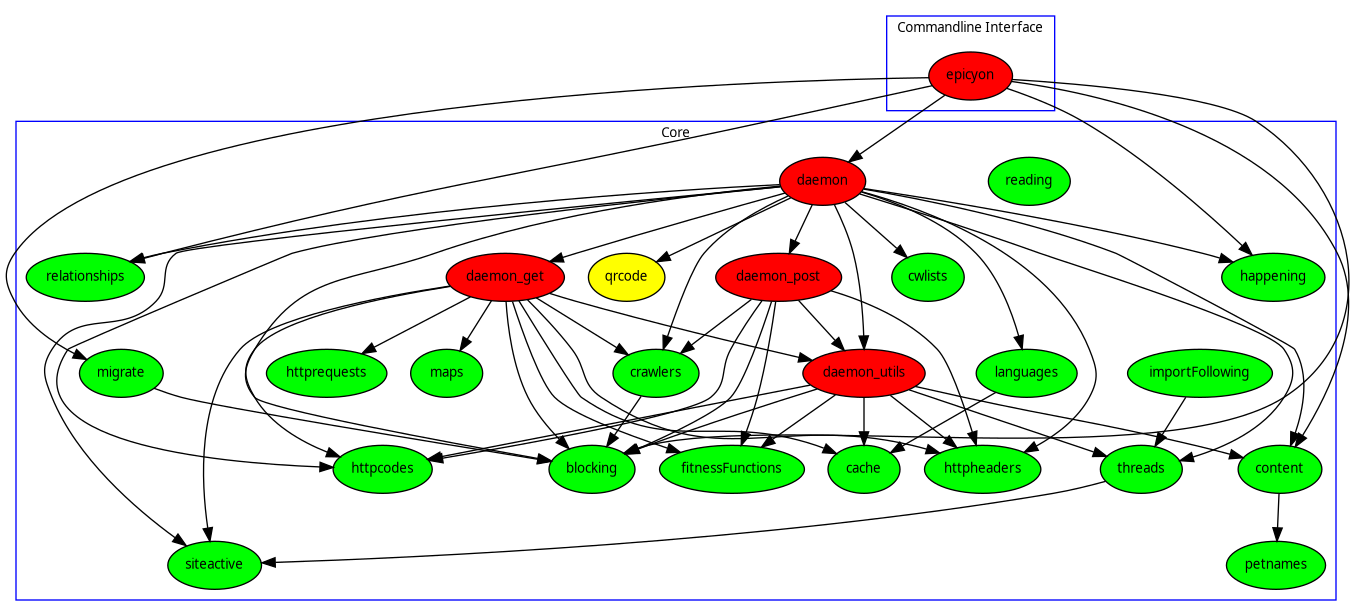 Commandline Interface
epicyon
Core
daemon
reading
relationships
daemon_get
qrcode
daemon_post
cwlists
happening
migrate
httprequests
maps
crawlers
daemon_utils
languages
importFollowing
httpcodes
blocking
fitnessFunctions
cache
httpheaders
threads
content
siteactive
petnames